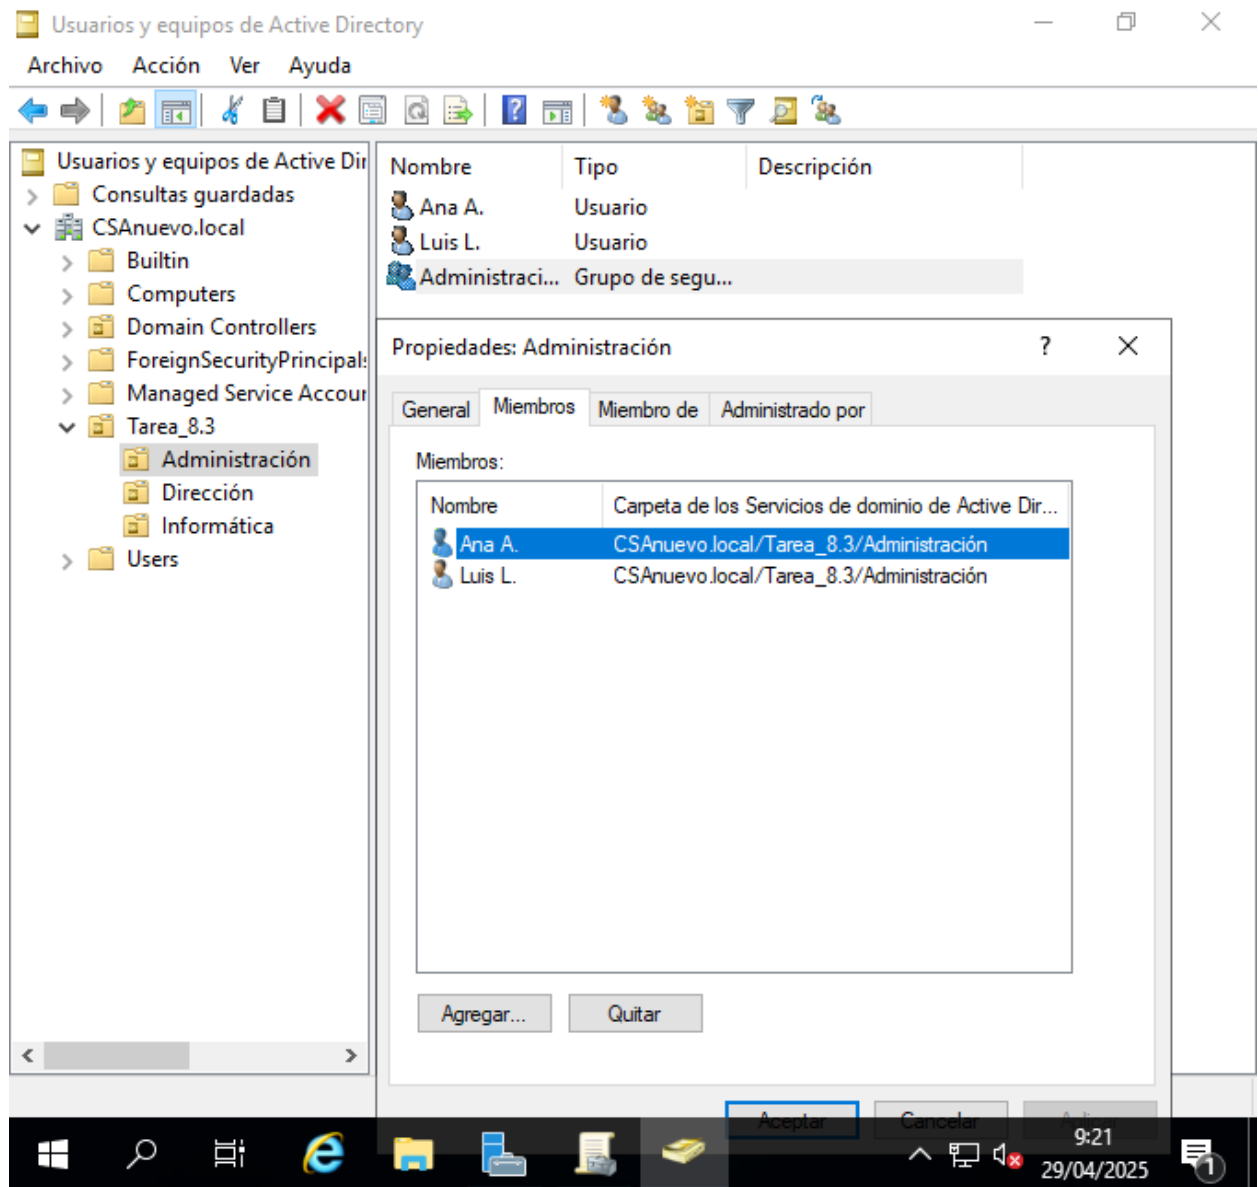 Usuarios y equipos de Active Directory
Archivo Acción Ver Ayuda
Usuarios y equipos de Active Dir
Consultas guardadas
CSAnuevo.local
Builtin
Computers
Domain Controllers
ForeignSecurityPrincipals
Managed Service Accour
Tarea_8.3
Administración
Dirección
Informática
Users
Nombre Tipo Descripción
Ana A. Usuario
Luis L. Usuario
Administraci... Grupo de segu...
Propiedades: Administración ?
General Miembros Miembro de Administrado por
Miembros:
Nombre Carpeta de los Servicios de dominio de Active Dir...
Ana A. CSAnuevo.local/Tarea_8.3/Administración
Luis L. CSAnuevo.local/Tarea_8.3/Administración
Agregar... Quitar
Aceptar Cancelar
9:21
29/04/2025
1